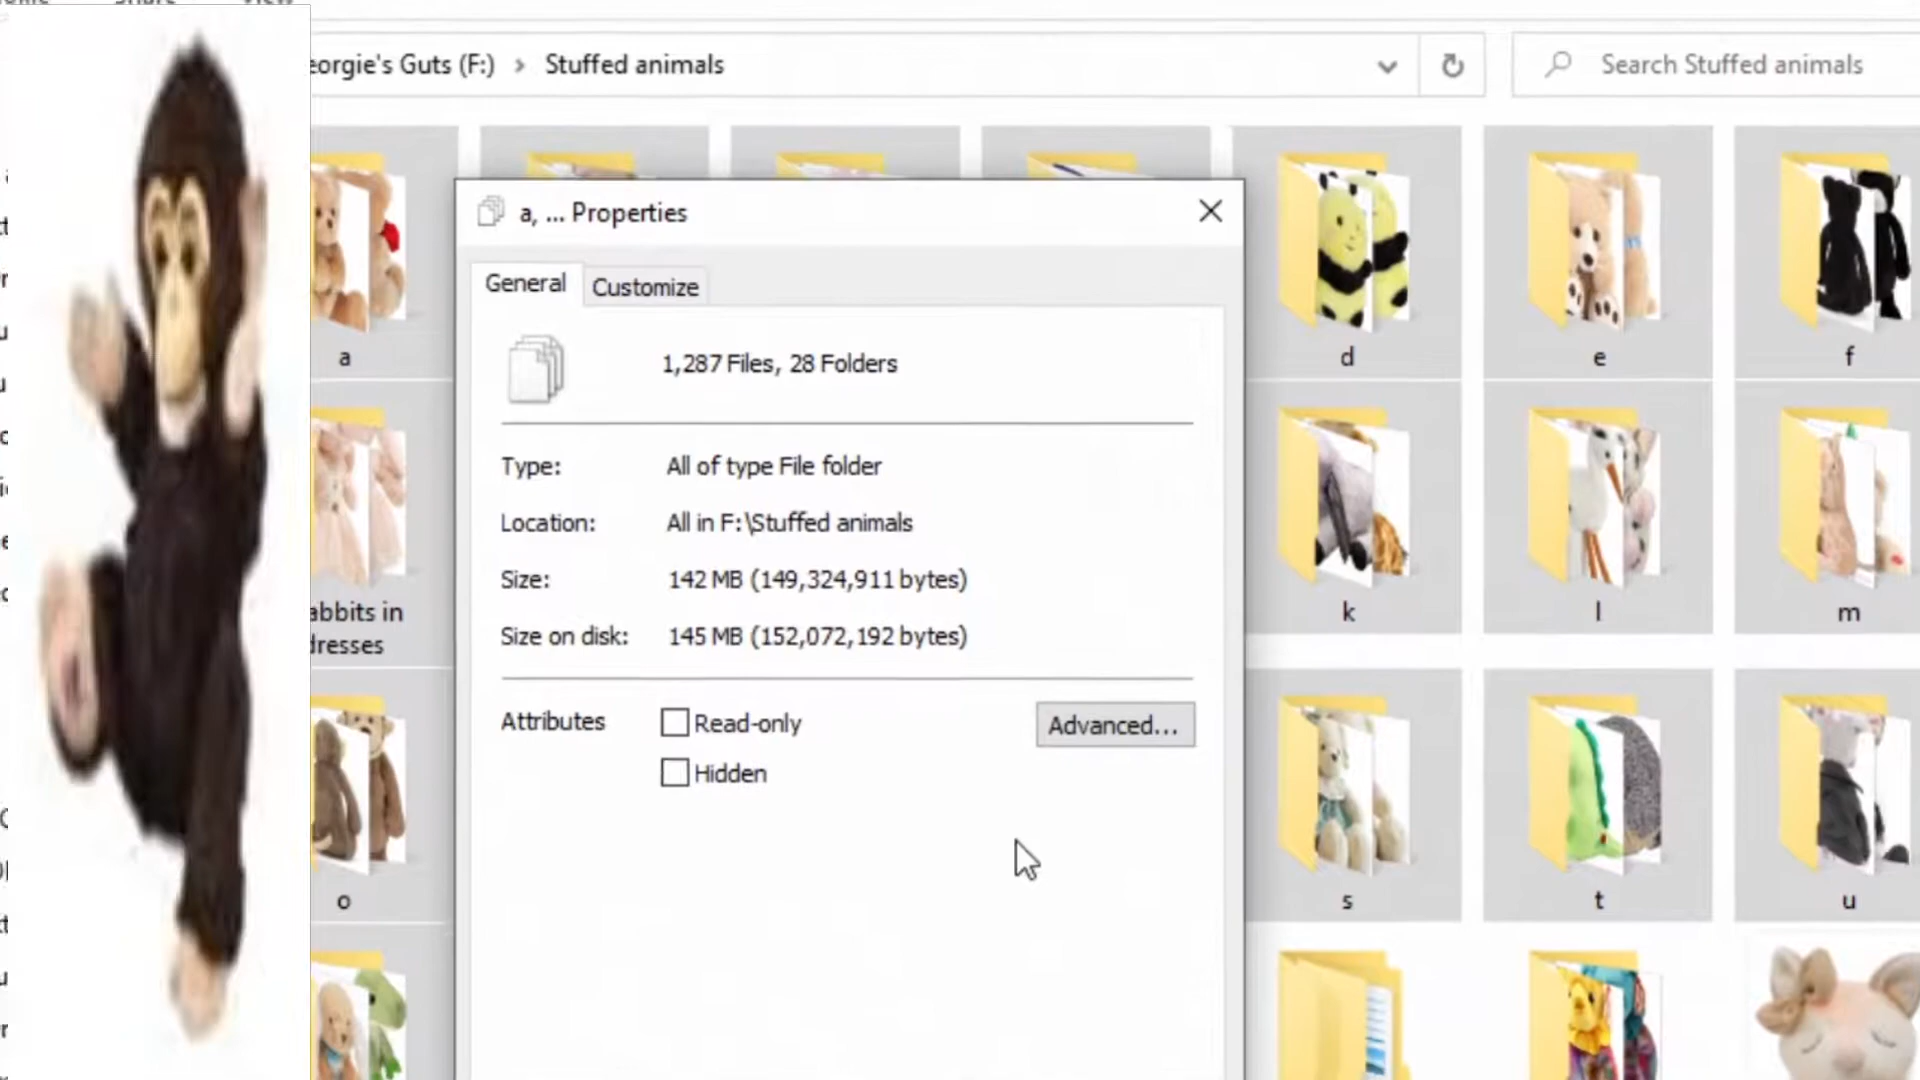 eorgie's Guts (F:) > Stuffed animals
Search Stuffed animals
a, ... Properties
General
Customize
1,287 Files, 28 Folders
Type: All of type File folder
Location: All in F:\Stuffed animals
Size: 142 MB (149,324,911 bytes)
Size on disk: 145 MB (152,072,192 bytes)
Attributes
Read-only
Advanced...
Hidden
a
d
e
f
abbits in
dresses
k
l
m
o
s
t
u